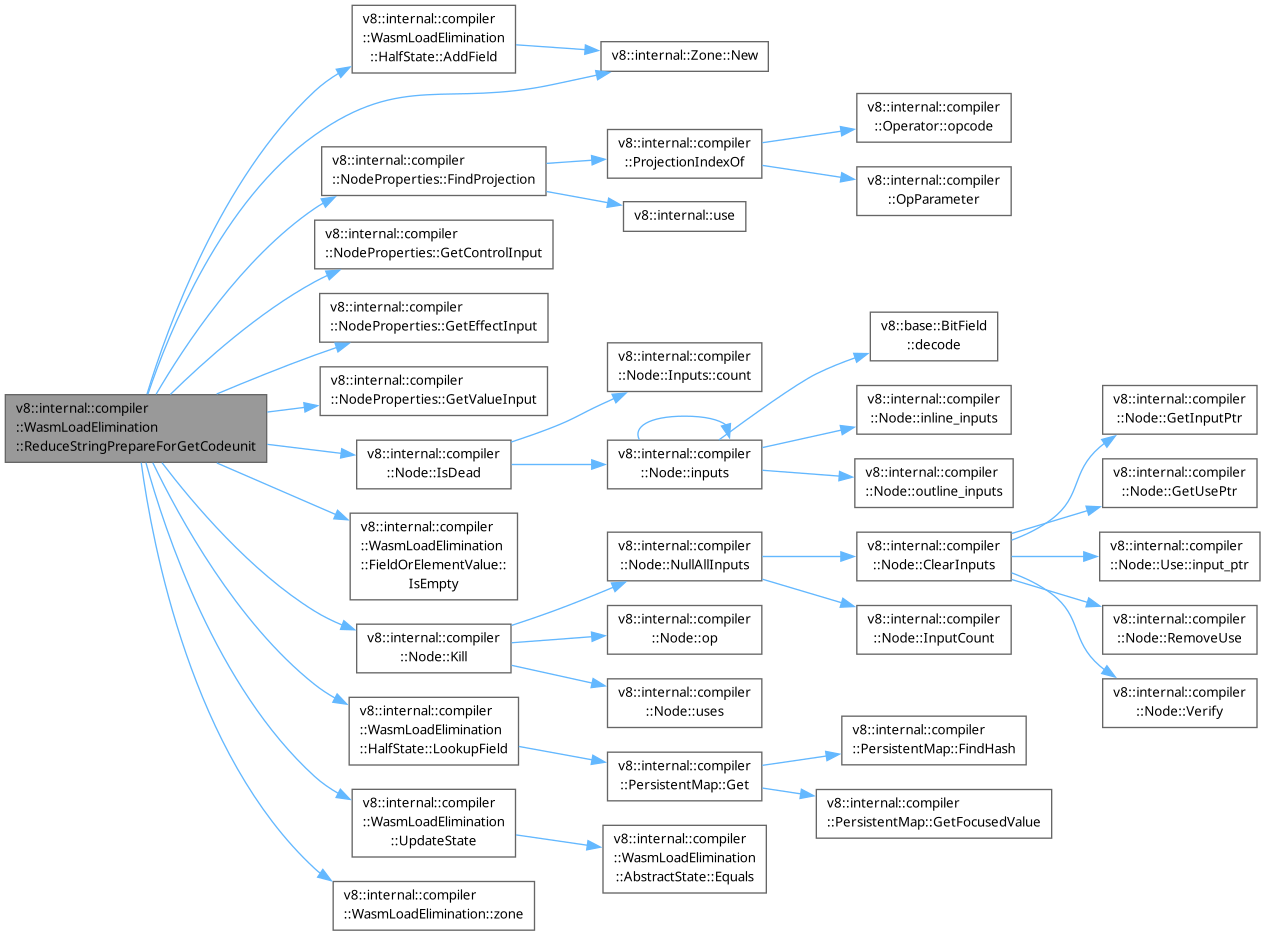 v8::internal::compiler
::WasmLoadElimination
::ReduceStringPrepareForGetCodeunit
v8::internal::compiler
::WasmLoadElimination
::HalfState::AddField
v8::internal::Zone::New
v8::internal::compiler
::NodeProperties::FindProjection
v8::internal::compiler
::ProjectionIndexOf
v8::internal::compiler
::Operator::opcode
v8::internal::compiler
::OpParameter
v8::internal::use
v8::internal::compiler
::NodeProperties::GetControlInput
v8::internal::compiler
::NodeProperties::GetEffectInput
v8::internal::compiler
::NodeProperties::GetValueInput
v8::internal::compiler
::Node::IsDead
v8::internal::compiler
::Node::Inputs::count
v8::internal::compiler
::Node::inputs
v8::base::BitField
::decode
v8::internal::compiler
::Node::inline_inputs
v8::internal::compiler
::Node::outline_inputs
v8::internal::compiler
::WasmLoadElimination
::FieldOrElementValue::
IsEmpty
v8::internal::compiler
::Node::Kill
v8::internal::compiler
::Node::NullAllInputs
v8::internal::compiler
::Node::ClearInputs
v8::internal::compiler
::Node::GetInputPtr
v8::internal::compiler
::Node::GetUsePtr
v8::internal::compiler
::Node::Use::input_ptr
v8::internal::compiler
::Node::RemoveUse
v8::internal::compiler
::Node::Verify
v8::internal::compiler
::Node::InputCount
v8::internal::compiler
::Node::op
v8::internal::compiler
::Node::uses
v8::internal::compiler
::WasmLoadElimination
::HalfState::LookupField
v8::internal::compiler
::PersistentMap::Get
v8::internal::compiler
::PersistentMap::FindHash
v8::internal::compiler
::PersistentMap::GetFocusedValue
v8::internal::compiler
::WasmLoadElimination
::UpdateState
v8::internal::compiler
::WasmLoadElimination
::AbstractState::Equals
v8::internal::compiler
::WasmLoadElimination::zone